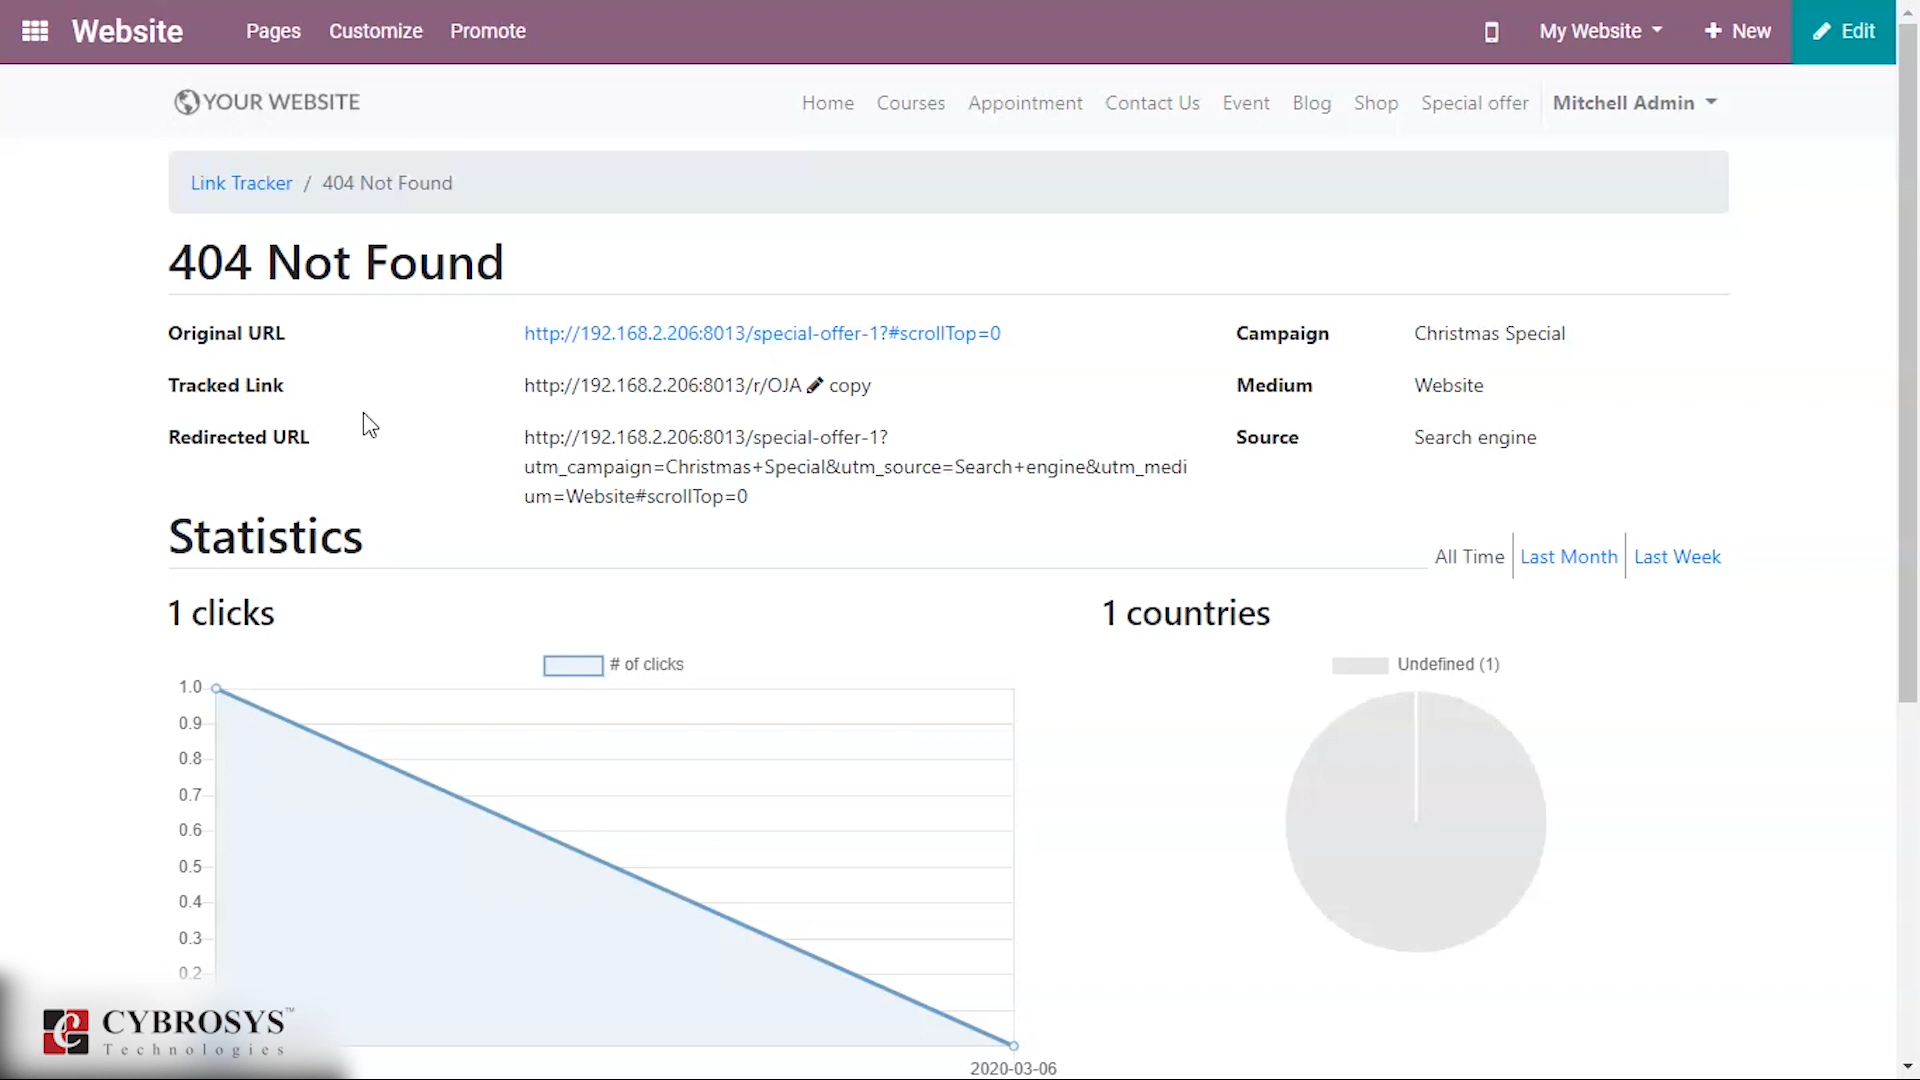 Website Pages Customize Promote My Website New Edit
YOUR WEBSITE Home Courses Appointment Contact Us Event Blog Shop Special offer Mitchell Admin
Link Tracker / 404 Not Found
404 Not Found
Original URL http://192.168.2.206:8013/special-offer-1?#scrollTop=0 Campaign Christmas Special
Tracked Link http://192.168.2.206:8013/r/OJA copy Medium Website
Redirected URL http://192.168.2.206:8013/special-offer-1? Source Search engine
utm_campaign=Christmas+Special&utm_source=Search+engine&utm_medi
um=Website#scrollTop=0
Statistics
All Time Last Month Last Week
1 clicks 1 countries
# of clicks Undefined (1)
1.0
0.9
0.8
0.7
0.6
0.5
0.4
0.3
0.2
CYBROSYS™
Technologies
2020-03-06